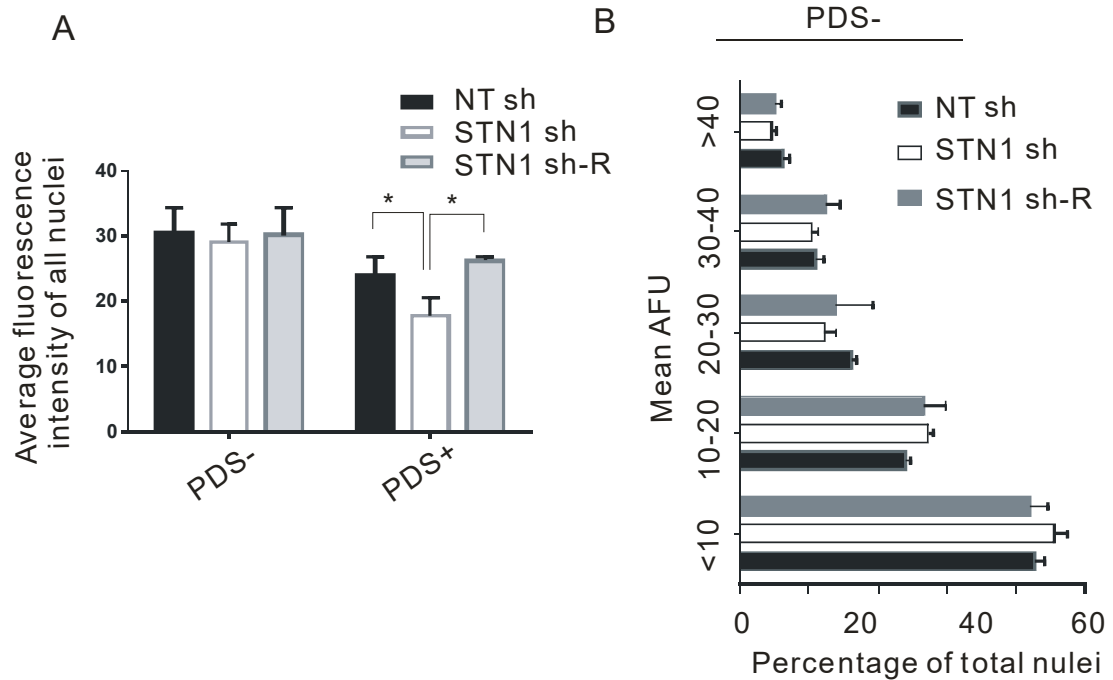 A
NT sh
STN1 sh
STN1 sh-R
Average fluorescence
intensity of all nuclei
40
30
20
10
0
* *
PDS-
PDS+
B
PDS-
NT sh
STN1 sh
STN1 sh-R
Mean AFU
>40
30-40
20-30
10-20
<10
0 20 40 60
Percentage of total nulei